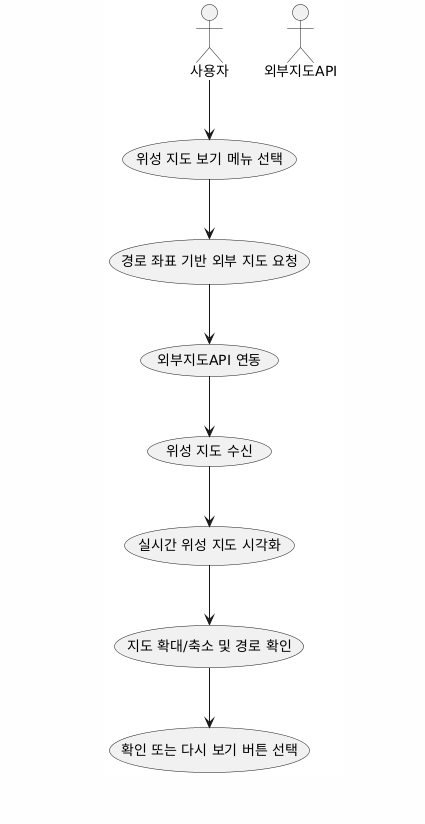 사용자
외부지도API
위성 지도 보기 메뉴 선택
경로 좌표 기반 외부 지도 요청
외부지도API 연동
위성 지도 수신
실시간 위성 지도 시각화
지도 확대/축소 및 경로 확인
확인 또는 다시 보기 버튼 선택